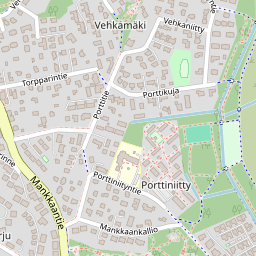 Vehkamäki
Vehkaniitty
Torpparintie
Porttikuja
Porttitie
Mankkaantie
Porttiniityntie
Porttiniitty
Mankkaankallio